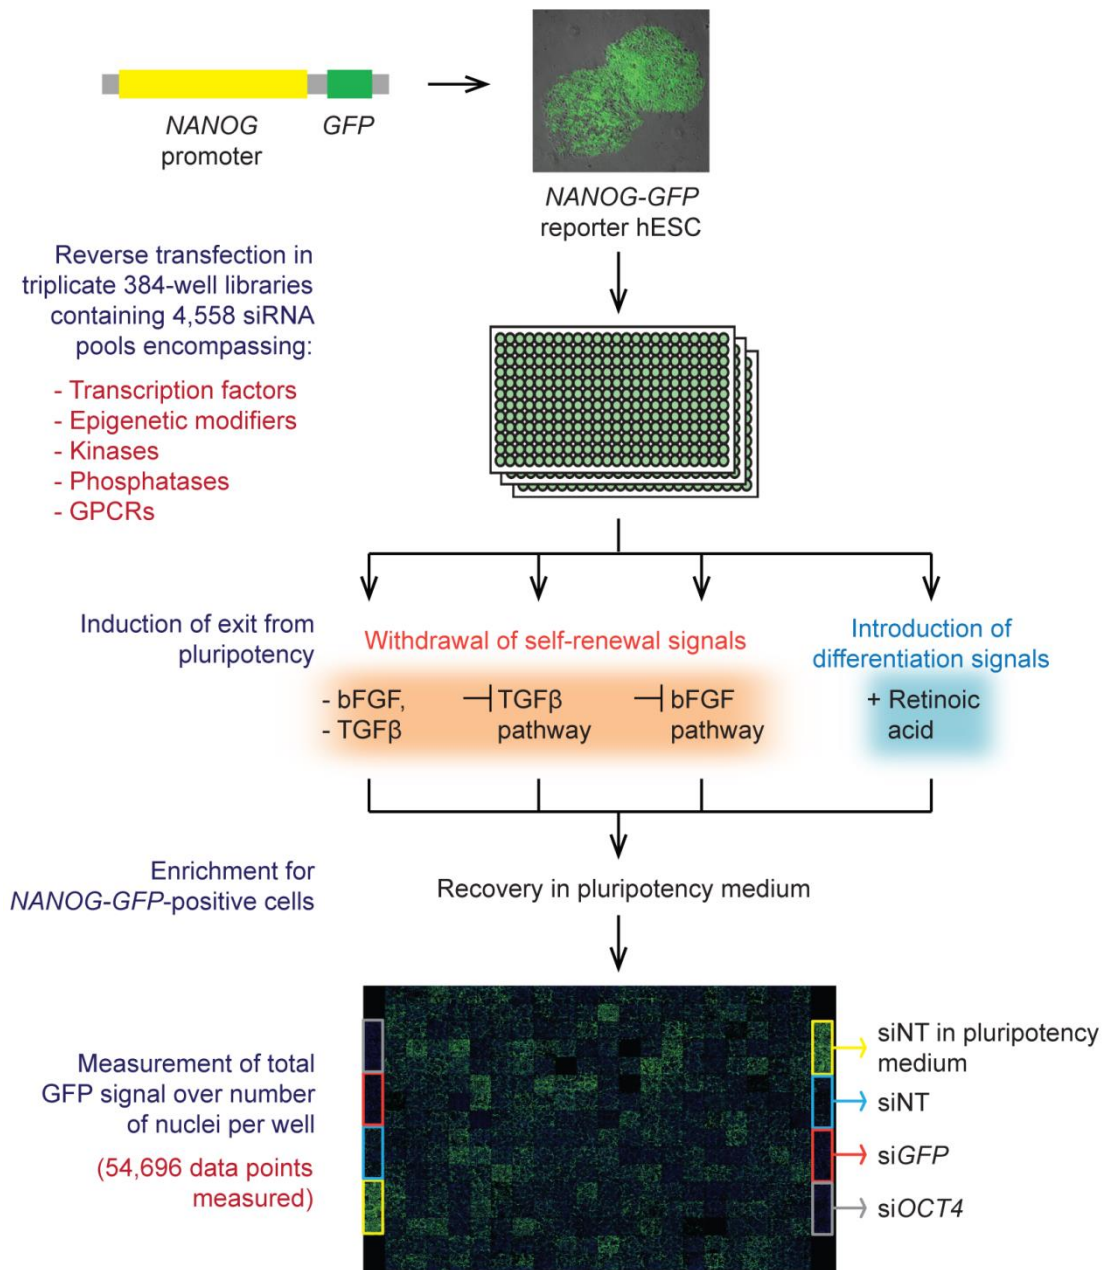 NANOG
promoter
GFP
NANOG-GFP
reporter hESC
Reverse transfection in
triplicate 384-well libraries
containing 4,558 siRNA
pools encompassing:
- Transcription factors
- Epigenetic modifiers
- Kinases
- Phosphatases
- GPCRs
Induction of exit from
pluripotency
Withdrawal of self-renewal signals
Introduction of
differentiation signals
- bFGF,
- TGFβ
TGFβ
pathway
bFGF
pathway
+ Retinoic
acid
Enrichment for
NANOG-GFP-positive cells
Recovery in pluripotency medium
Measurement of total
GFP signal over number
of nuclei per well
(54,696 data points
measured)
siNT in pluripotency
medium
siNT
siGFP
siOCT4